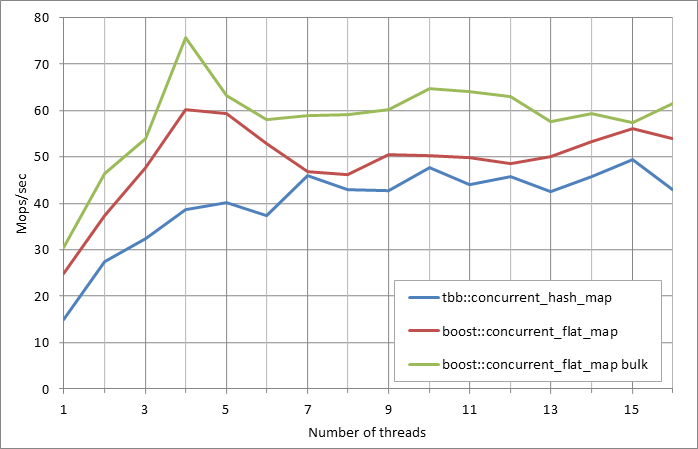 80
70
60
50
40
30
20
10
0
Mops/sec
tbb::concurrent_hash_map
boost::concurrent_flat_map
boost::concurrent_flat_map bulk
1 3 5 7 9 11 13 15
Number of threads